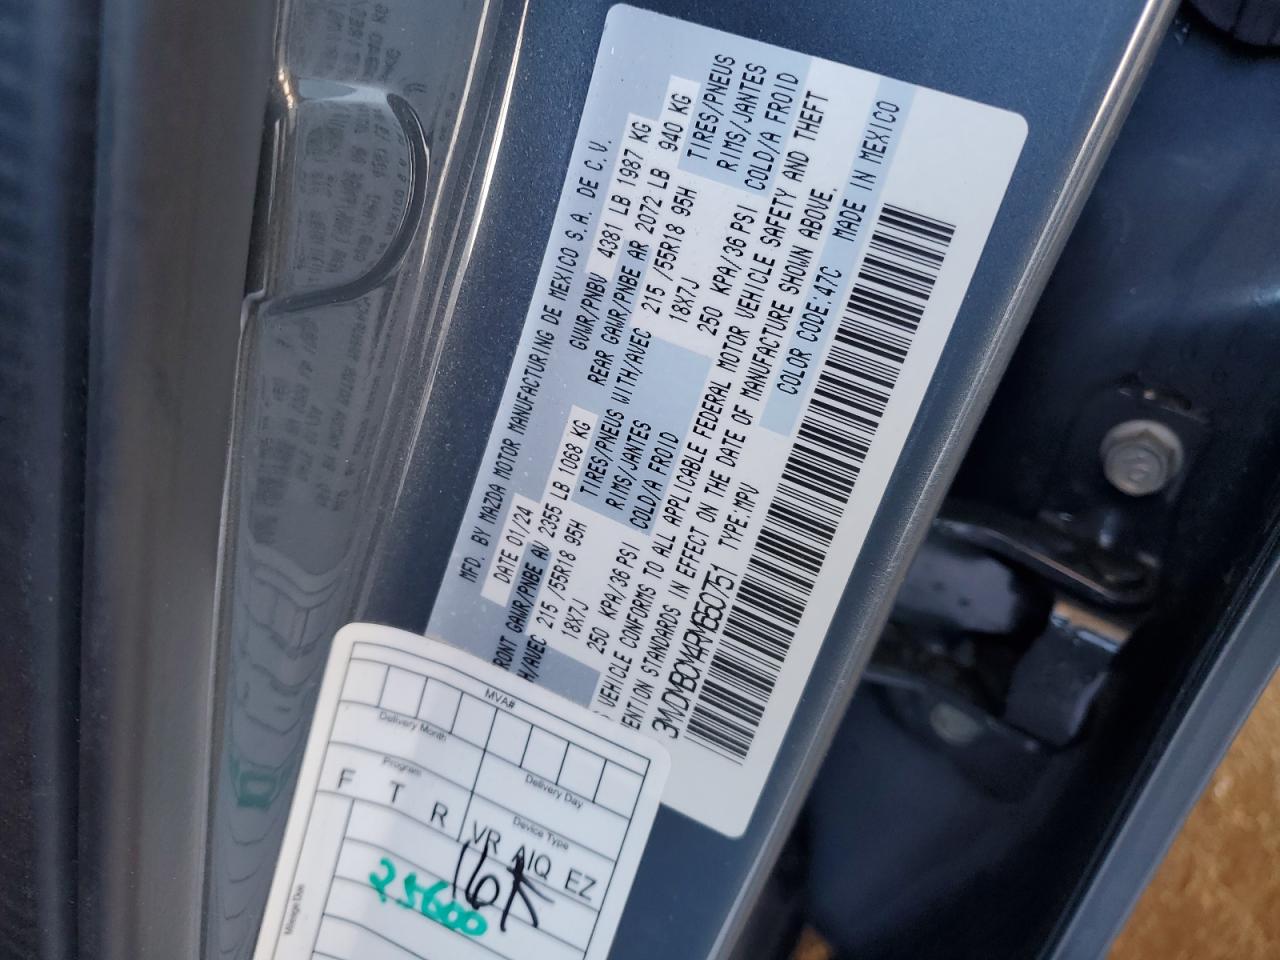 MFD. BY MAZDA MOTOR MANUFACTURING DE MEXICO S.A. DE C.V.
DATE 01/24 GVWR/PNBV 4381 LB 1987 KG
RONT GAWR/PNBE AV 2355 LB 1068 KG REAR GAWR/PNBE AR 2072 LB 940 KG
H/AVEC 215 /55R18 95H TIRES/PNEUS WITH/AVEC 215 /55R18 95H TIRES/PNEUS
18X7J RIMS/JANTES 18X7J RIMS/JANTES
250 KPA/36 PSI COLD/A FROID 250 KPA/36 PSI COLD/A FROID
VEHICLE CONFORMS TO ALL APPLICABLE FEDERAL MOTOR VEHICLE SAFETY AND THEFT
ENTION STANDARDS IN EFFECT ON THE DATE OF MANUFACTURE SHOWN ABOVE.
TYPE:MPV COLOR CODE:47C MADE IN MEXICO
MVA#
Delivery Month Delivery Day
Program Device Type
F T R VR AIQ EZ
Mileage Due
16K
25600